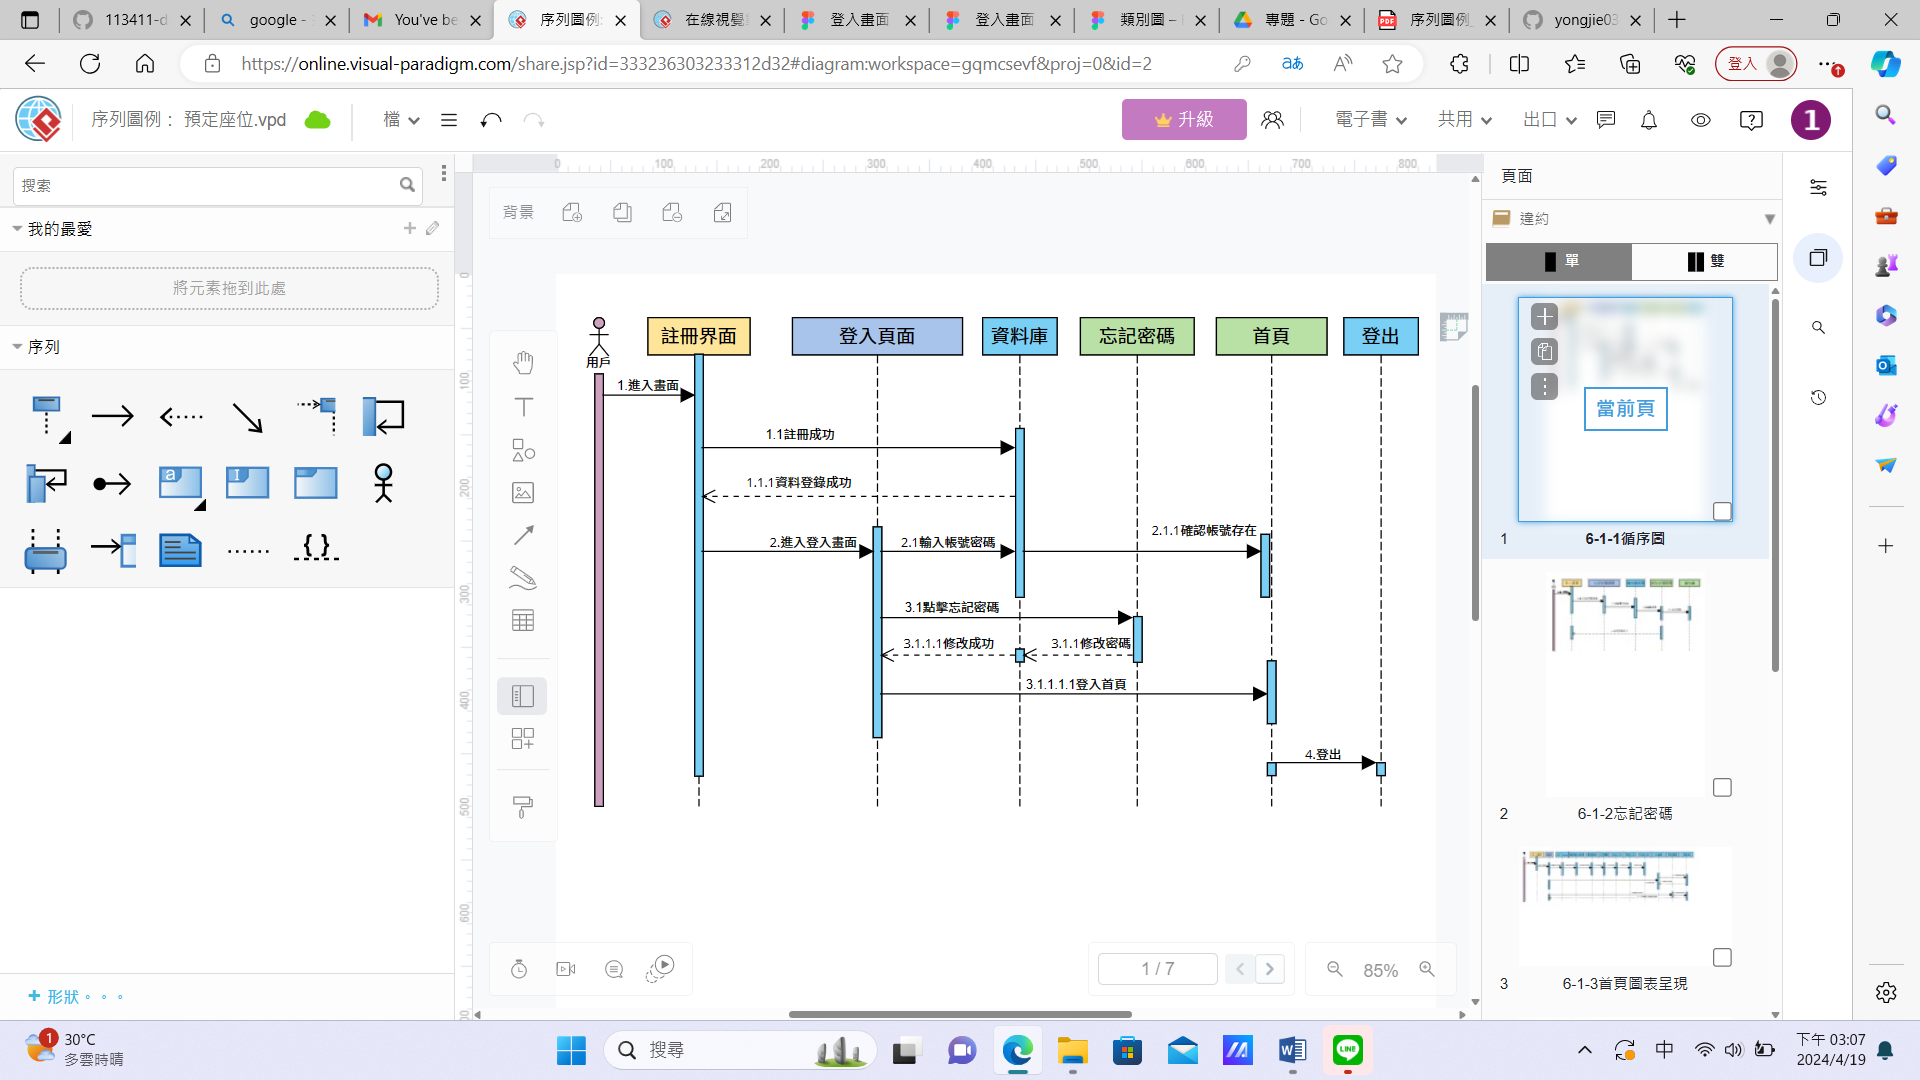 113411-d
google -
You've be
序列圖例:
在線視覺
登入畫面
登入畫面
類別圖 –
專題 - Go
序列圖例_
yongjie03
https://online.visual-paradigm.com/share.jsp?id=333236303233312d32#diagram:workspace=gqmcsevf&proj=0&id=2
登入
序列圖例： 預定座位.vpd
檔
升級
電子書
共用
出口
1
搜索
我的最愛
將元素拖到此處
序列
a
I
+ 形狀。。。
背景
0 100 200 300 400 500 600 700 800
0
100
200
300
400
500
600
用戶
註冊界面
登入頁面
資料庫
忘記密碼
首頁
登出
1.進入畫面
1.1註冊成功
1.1.1資料登錄成功
2.進入登入畫面
2.1輸入帳號密碼
2.1.1確認帳號存在
3.1點擊忘記密碼
3.1.1.1修改成功
3.1.1修改密碼
3.1.1.1.1登入首頁
4.登出
1 / 7
85%
頁面
違約
單
雙
當前頁
1 6-1-1循序圖
2 6-1-2忘記密碼
3 6-1-3首頁圖表呈現
1
30°C
多雲時晴
搜尋
LINE
中
下午 03:07
2024/4/19